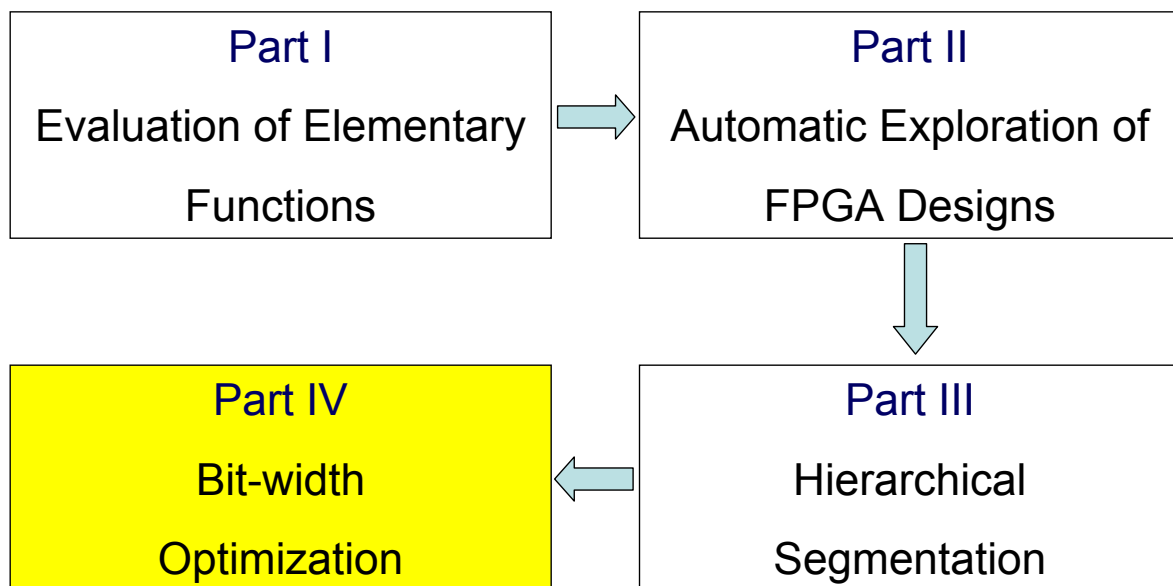 Part I
Evaluation of Elementary
Functions
Part II
Automatic Exploration of
FPGA Designs
Part III
Hierarchical
Segmentation
Part IV
Bit-width
Optimization